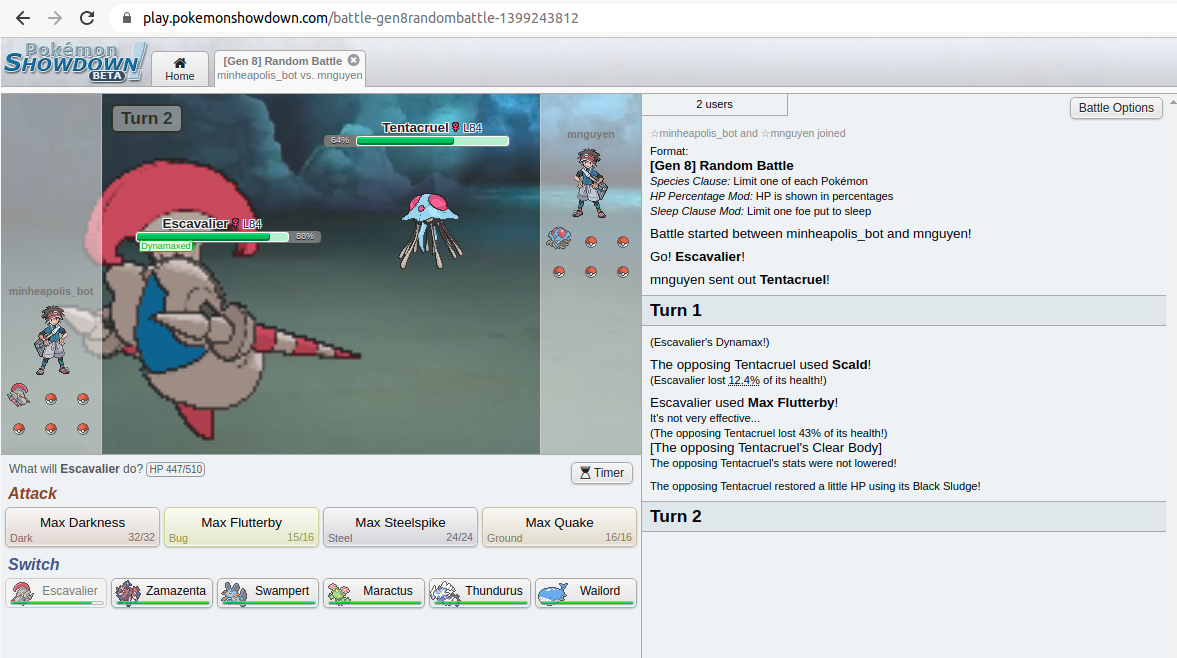 play.pokemonshowdown.com/battle-gen8randombattle-1399243812
Pokémon
SHOWDOWN!
BETA
Home
[Gen 8] Random Battle
minheapolis_bot vs. mnguyen
Turn 2
Tentacruel L84
64%
Escavalier L84
88%
Dynamaxed
minheapolis_bot
mnguyen
What will Escavalier do? HP 447/510
Timer
Attack
Max Darkness
Dark 32/32
Max Flutterby
Bug 15/16
Max Steelspike
Steel 24/24
Max Quake
Ground 16/16
Switch
Escavalier
Zamazenta
Swampert
Maractus
Thundurus
Wailord
2 users
Battle Options
☆minheapolis_bot and ☆mnguyen joined
Format:
[Gen 8] Random Battle
Species Clause: Limit one of each Pokémon
HP Percentage Mod: HP is shown in percentages
Sleep Clause Mod: Limit one foe put to sleep
Battle started between minheapolis_bot and mnguyen!
Go! Escavalier!
mnguyen sent out Tentacruel!
Turn 1
(Escavalier's Dynamax!)
The opposing Tentacruel used Scald!
(Escavalier lost 12.4% of its health!)
Escavalier used Max Flutterby!
It's not very effective...
(The opposing Tentacruel lost 43% of its health!)
[The opposing Tentacruel's Clear Body]
The opposing Tentacruel's stats were not lowered!
The opposing Tentacruel restored a little HP using its Black Sludge!
Turn 2